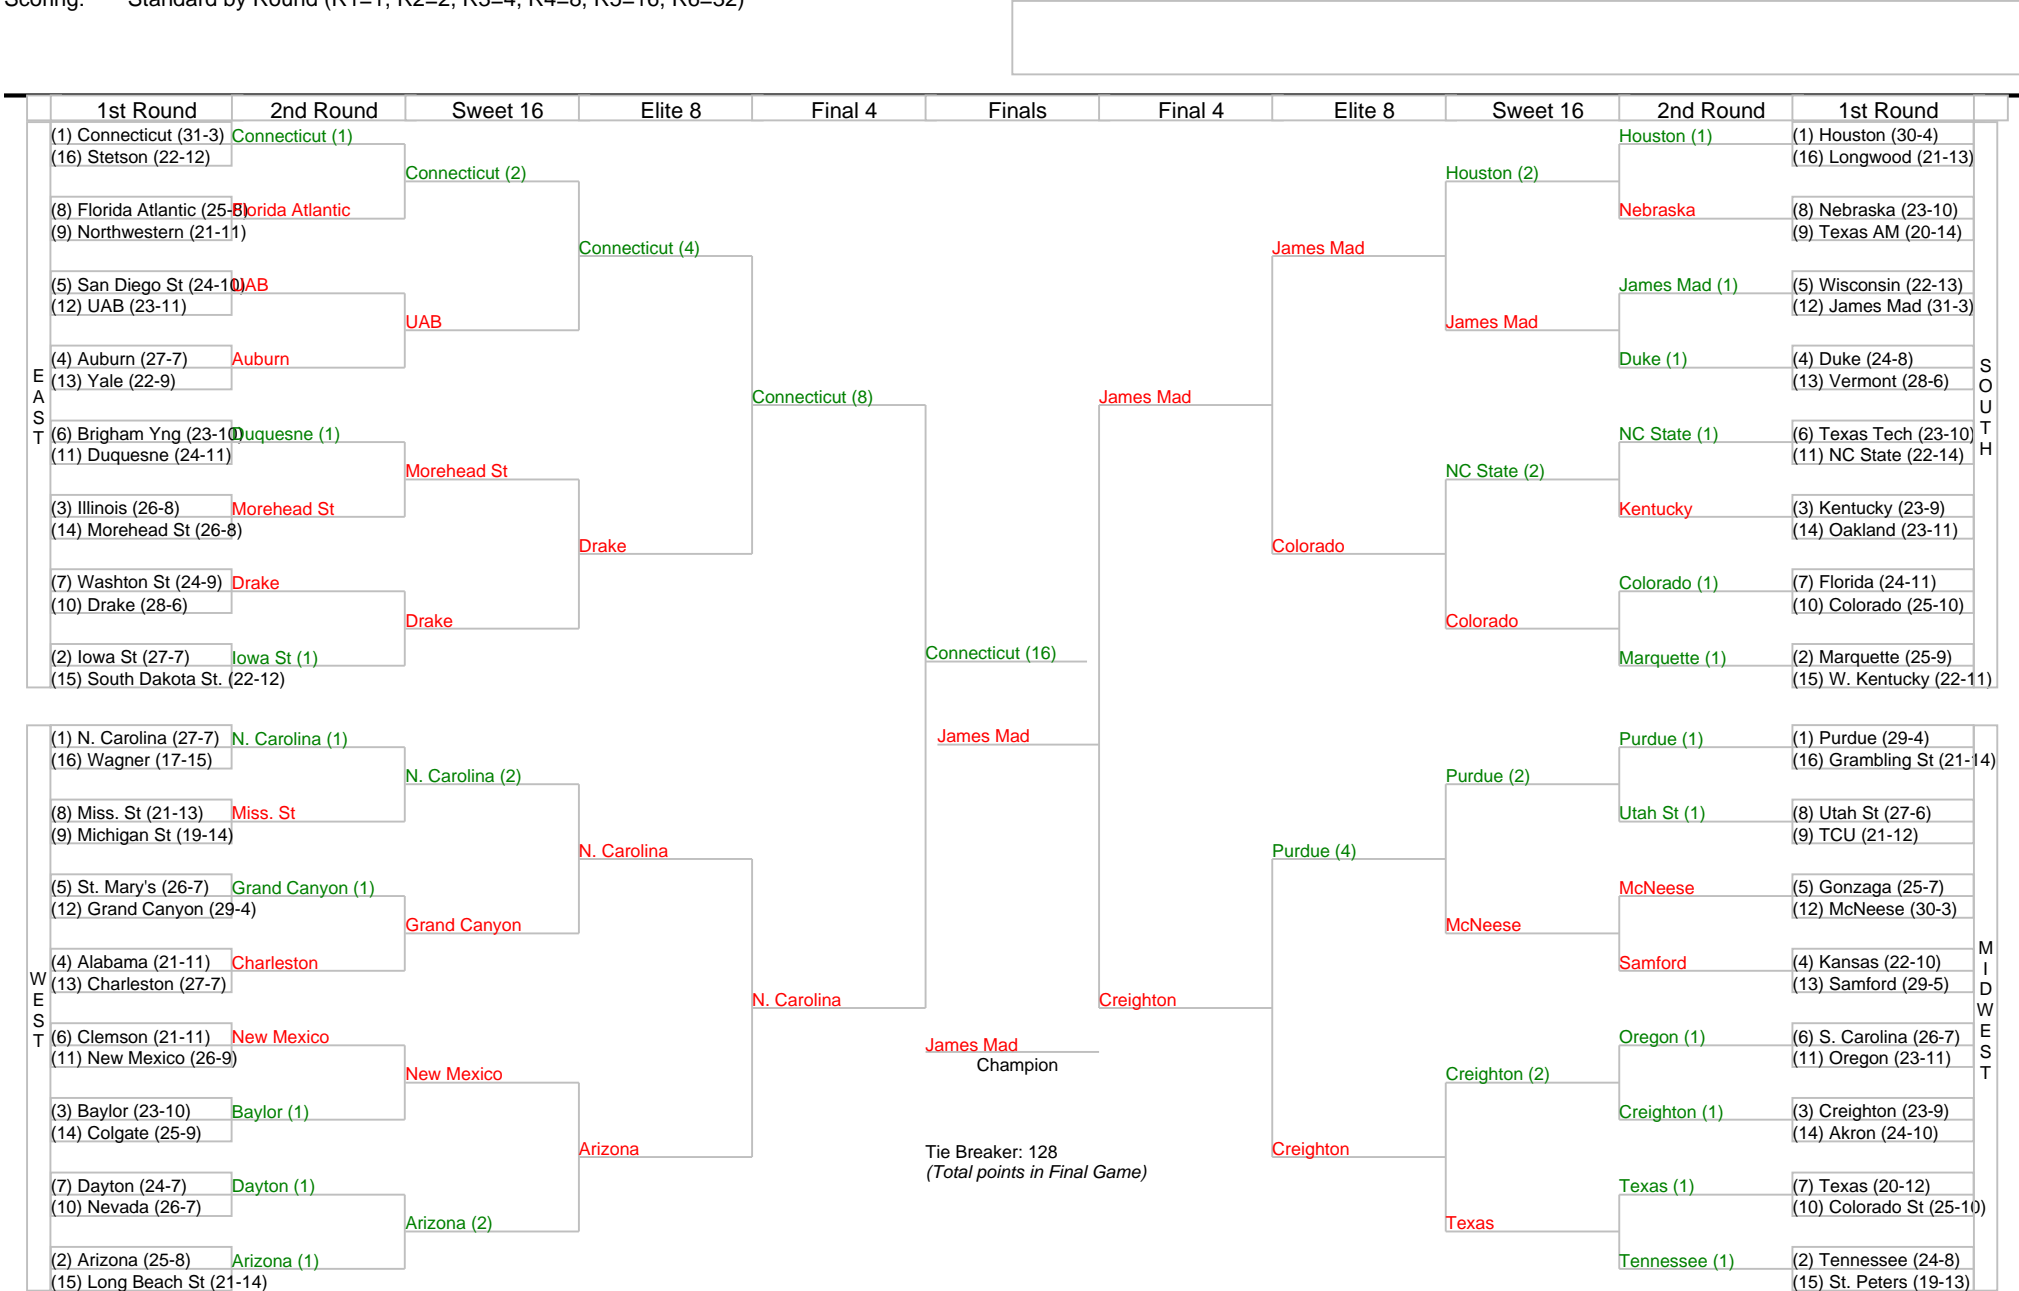 Scoring: Standard by Round (R1=1, R2=2, R3=4, R4=8, R5=16, R6=32)
1st Round 2nd Round Sweet 16 Elite 8 Final 4 Finals Final 4 Elite 8 Sweet 16 2nd Round 1st Round
EAST
(1) Connecticut (31-3)
(16) Stetson (22-12)
(8) Florida Atlantic (25-8)
(9) Northwestern (21-11)
(5) San Diego St (24-10)
(12) UAB (23-11)
(4) Auburn (27-7)
(13) Yale (22-9)
(6) Brigham Yng (23-10)
(11) Duquesne (24-11)
(3) Illinois (26-8)
(14) Morehead St (26-8)
(7) Washton St (24-9)
(10) Drake (28-6)
(2) Iowa St (27-7)
(15) South Dakota St. (22-12)
Connecticut (1)
Florida Atlantic
UAB
Auburn
Duquesne (1)
Morehead St
Drake
Iowa St (1)
Connecticut (2)
UAB
Morehead St
Drake
Connecticut (4)
Drake
Connecticut (8)
WEST
(1) N. Carolina (27-7)
(16) Wagner (17-15)
(8) Miss. St (21-13)
(9) Michigan St (19-14)
(5) St. Mary's (26-7)
(12) Grand Canyon (29-4)
(4) Alabama (21-11)
(13) Charleston (27-7)
(6) Clemson (21-11)
(11) New Mexico (26-9)
(3) Baylor (23-10)
(14) Colgate (25-9)
(7) Dayton (24-7)
(10) Nevada (26-7)
(2) Arizona (25-8)
(15) Long Beach St (21-14)
N. Carolina (1)
Miss. St
Grand Canyon (1)
Charleston
New Mexico
Baylor (1)
Dayton (1)
Arizona (1)
N. Carolina (2)
Grand Canyon
New Mexico
Arizona (2)
N. Carolina
Arizona
N. Carolina
Connecticut (16)
James Mad
James Mad
Champion
Tie Breaker: 128
(Total points in Final Game)
James Mad
Creighton
James Mad
Colorado
Houston (2)
James Mad
NC State (2)
Colorado
Houston (1)
Nebraska
James Mad (1)
Duke (1)
NC State (1)
Kentucky
Colorado (1)
Marquette (1)
(1) Houston (30-4)
(16) Longwood (21-13)
(8) Nebraska (23-10)
(9) Texas AM (20-14)
(5) Wisconsin (22-13)
(12) James Mad (31-3)
(4) Duke (24-8)
(13) Vermont (28-6)
(6) Texas Tech (23-10)
(11) NC State (22-14)
(3) Kentucky (23-9)
(14) Oakland (23-11)
(7) Florida (24-11)
(10) Colorado (25-10)
(2) Marquette (25-9)
(15) W. Kentucky (22-11)
SOUTH
Purdue (4)
Creighton
Purdue (2)
McNeese
Creighton (2)
Texas
Purdue (1)
Utah St (1)
McNeese
Samford
Oregon (1)
Creighton (1)
Texas (1)
Tennessee (1)
(1) Purdue (29-4)
(16) Grambling St (21-14)
(8) Utah St (27-6)
(9) TCU (21-12)
(5) Gonzaga (25-7)
(12) McNeese (30-3)
(4) Kansas (22-10)
(13) Samford (29-5)
(6) S. Carolina (26-7)
(11) Oregon (23-11)
(3) Creighton (23-9)
(14) Akron (24-10)
(7) Texas (20-12)
(10) Colorado St (25-10)
(2) Tennessee (24-8)
(15) St. Peters (19-13)
MIDWEST